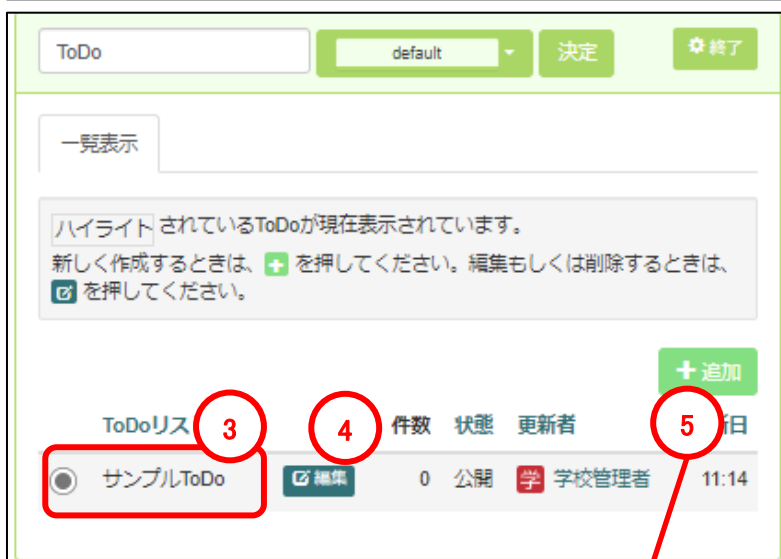 ToDo default 決定 終了
一覧表示
ハイライト されているToDoが現在表示されています。
新しく作成するときは、 + を押してください。編集もしくは削除するときは、
を押してください。
+ 追加
ToDoリス 3 4 件数 状態 更新者 5 日
サンプルToDo 編集 0 公開 学 学校管理者 11:14